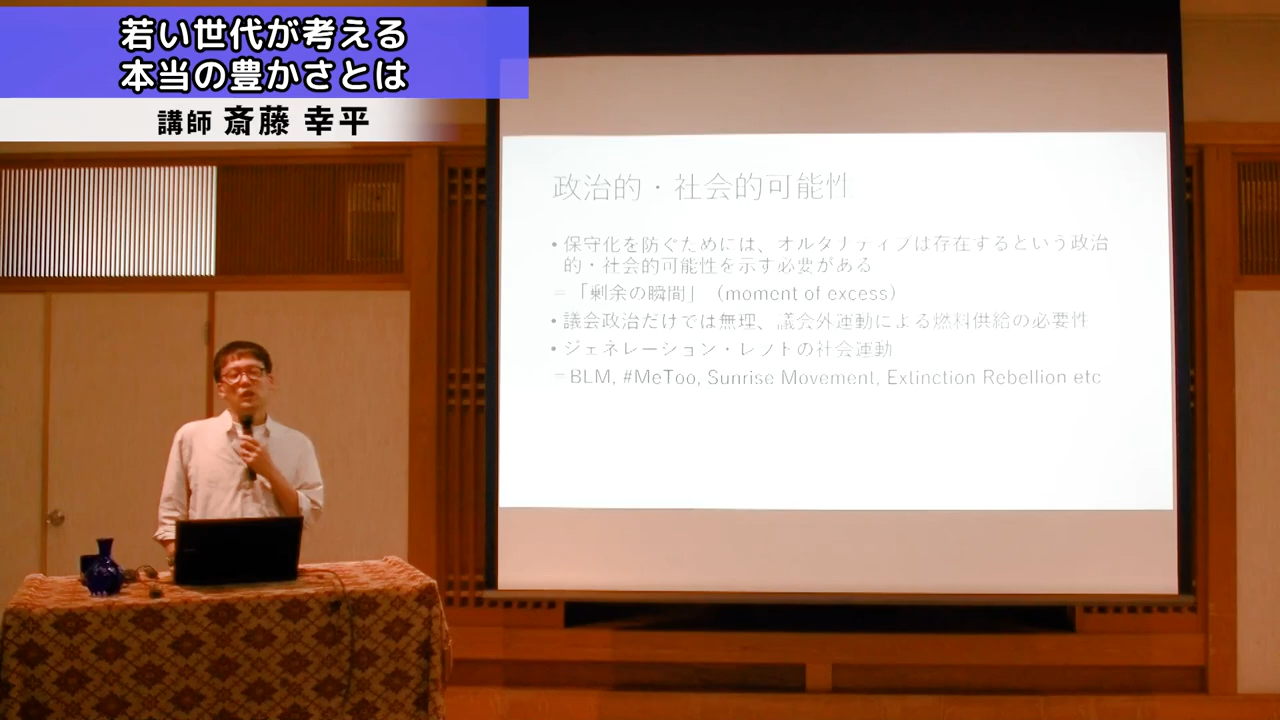 若い世代が考える
本当の豊かさとは
講師 斎藤 幸平
政治的・社会的可能性
• 保守化を防ぐためには、オルタナティブは存在するという政治
的・社会的可能性を示す必要がある
=「剰余の瞬間」（moment of excess）
• 議会政治だけでは無理、議会外運動による燃料供給の必要性
• ジェネレーション・レフトの社会運動
= BLM, #MeToo, Sunrise Movement, Extinction Rebellion etc